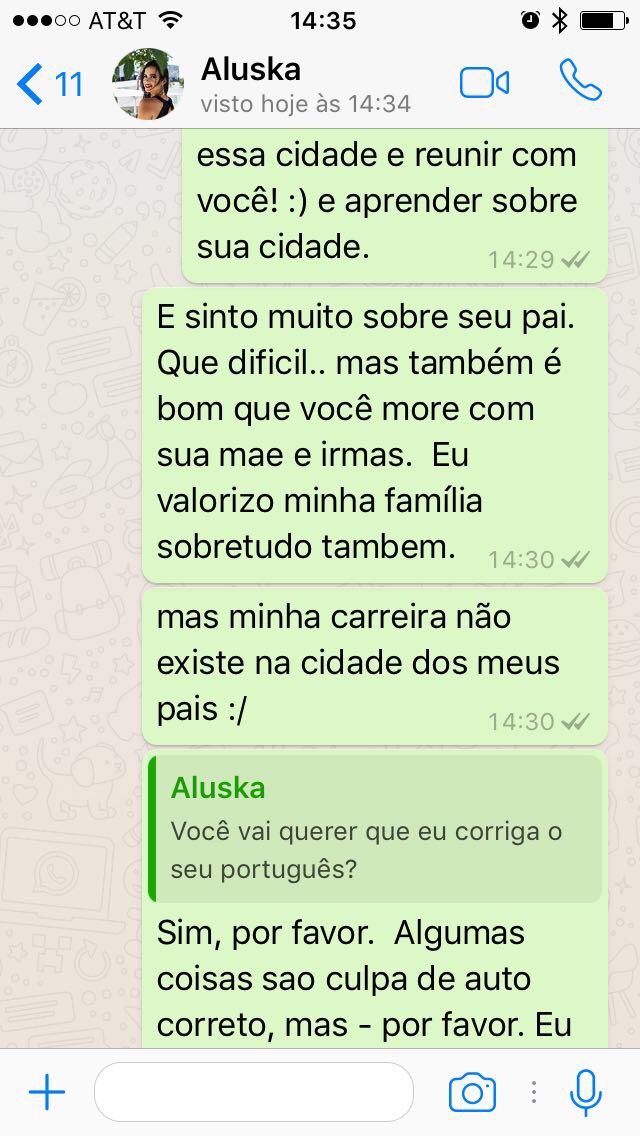 AT&T 14:35
11 Aluska
visto hoje às 14:34
essa cidade e reunir com
você! :) e aprender sobre
sua cidade.
14:29
E sinto muito sobre seu pai.
Que dificil.. mas também é
bom que você more com
sua mae e irmas.  Eu
valorizo minha família
sobretudo tambem.
14:30
mas minha carreira não
existe na cidade dos meus
pais :/
14:30
Aluska
Você vai querer que eu corriga o
seu português?
Sim, por favor.  Algumas
coisas sao culpa de auto
correto, mas - por favor. Eu